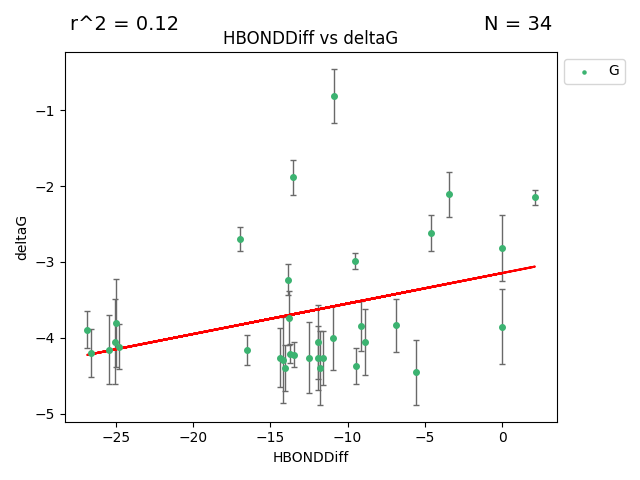 r^2 = 0.12
N = 34
HBONDDiff vs deltaG
G
−1
−2
−3
−4
−5
deltaG
−25
−20
−15
−10
−5
0
HBONDDiff